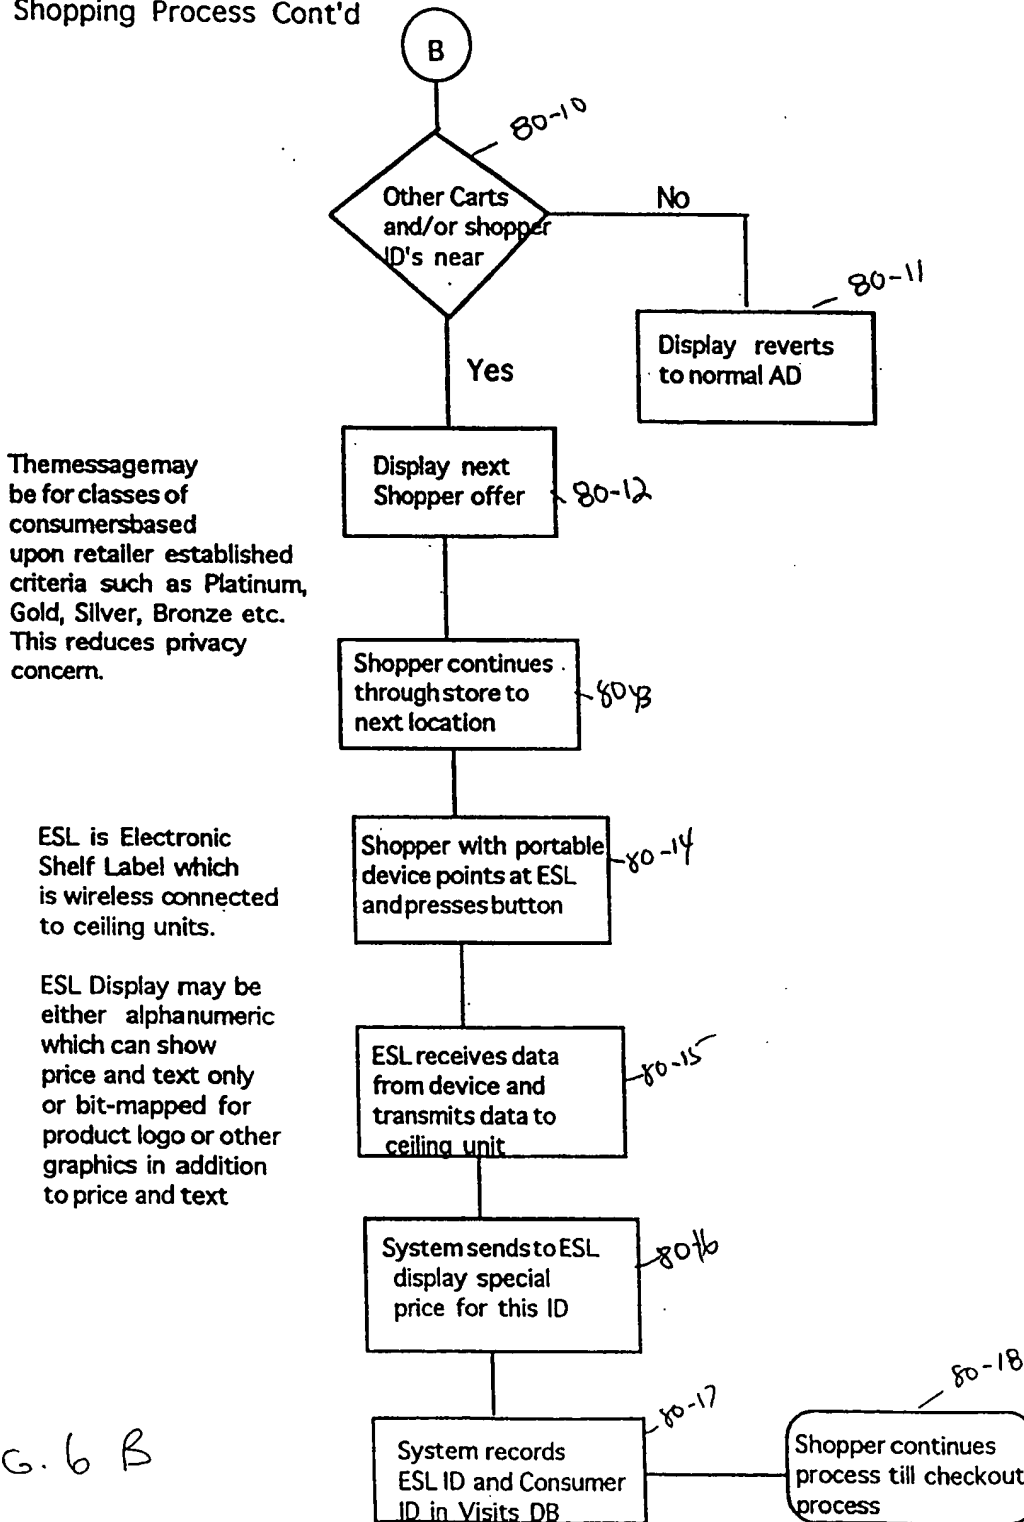 Shopping Process Cont'd
B
80-10
Other Carts
and/or shopper
ID's near
No
80-11
Display reverts
to normal AD
Yes
Display next
Shopper offer
80-12
Themessagemay
be for classes of
consumersbased
upon retailer established
criteria such as Platinum,
Gold, Silver, Bronze etc.
This reduces privacy
concern.
Shopper continues
through store to
next location
80-13
ESL is Electronic
Shelf Label which
is wireless connected
to ceiling units.
Shopper with portable
device points at ESL
and presses button
80-14
ESL Display may be
either alphanumeric
which can show
price and text only
or bit-mapped for
product logo or other
graphics in addition
to price and text
ESL receives data
from device and
transmits data to
ceiling unit
80-15
System sends to ESL
display special
price for this ID
80-16
80-17
System records
ESL ID and Consumer
ID in Visits DB
80-18
Shopper continues
process till checkout
process
G. 6 B